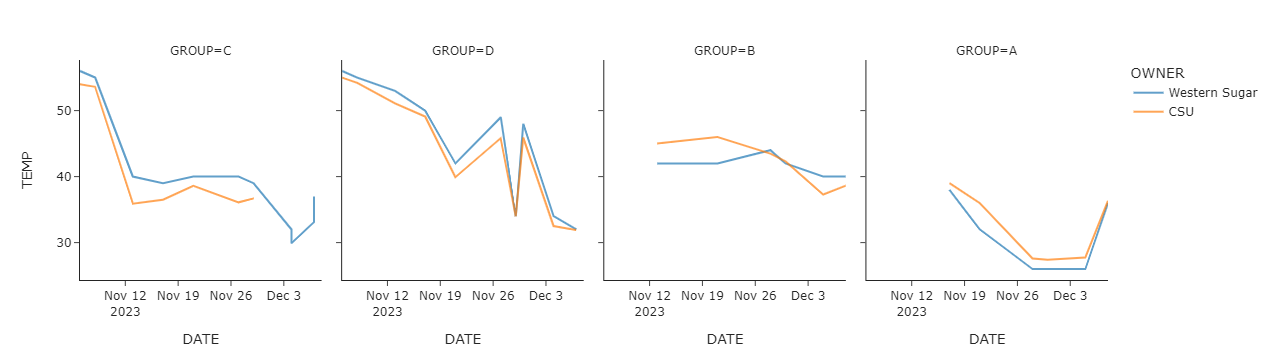 GROUP=C
GROUP=D
GROUP=B
GROUP=A
OWNER
Western Sugar
CSU
TEMP
50
40
30
Nov 12
2023
Nov 19
Nov 26
Dec 3
Nov 12
2023
Nov 19
Nov 26
Dec 3
Nov 12
2023
Nov 19
Nov 26
Dec 3
Nov 12
2023
Nov 19
Nov 26
Dec 3
DATE
DATE
DATE
DATE